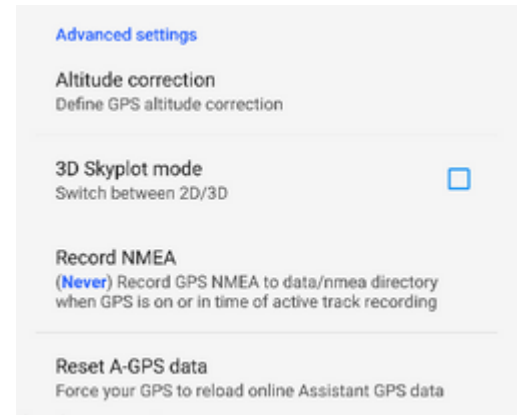 Advanced settings
Altitude correction
Define GPS altitude correction
3D Skyplot mode
Switch between 2D/3D
Record NMEA
(Never) Record GPS NMEA to data/nmea directory
when GPS is on or in time of active track recording
Reset A-GPS data
Force your GPS to reload online Assistant GPS data